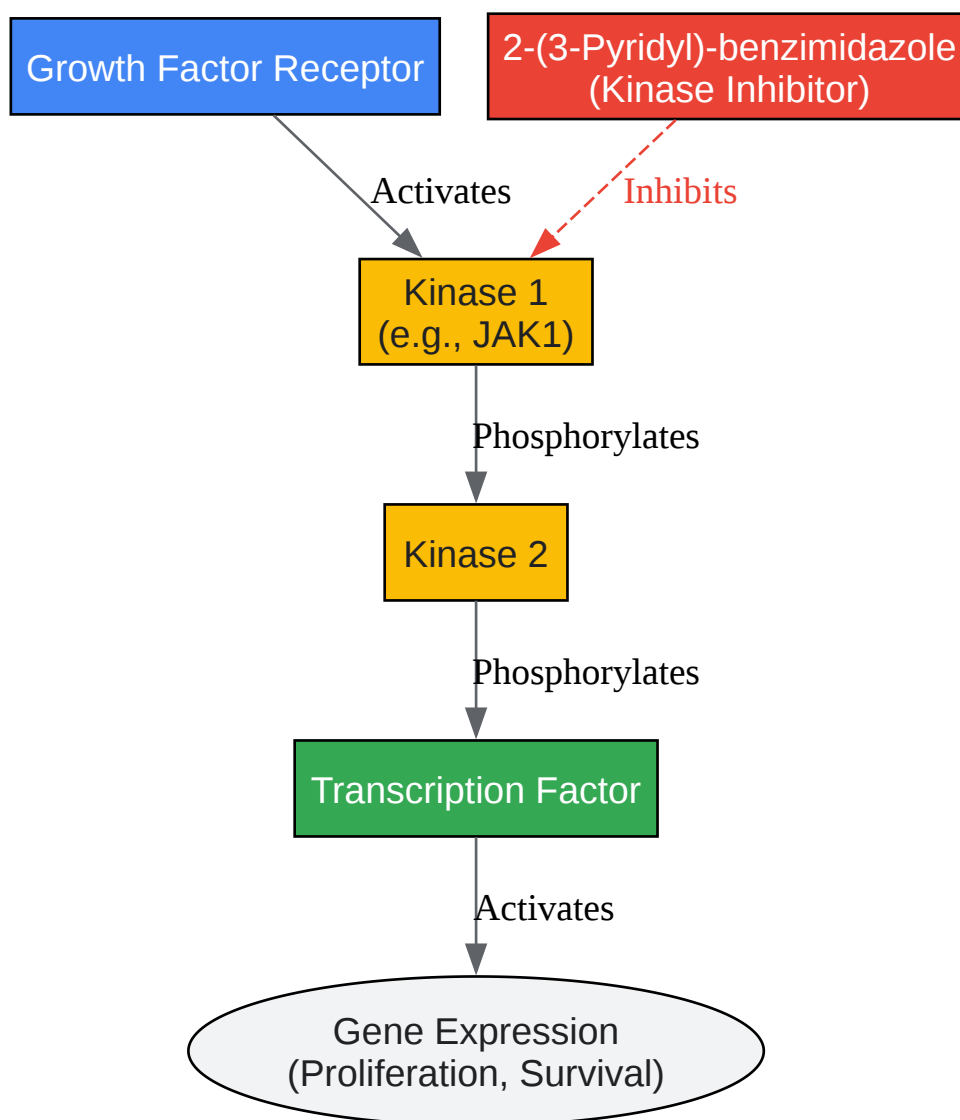 Growth Factor Receptor
2-(3-Pyridyl)-benzimidazole
(Kinase Inhibitor)
Activates
Inhibits
Kinase 1
(e.g., JAK1)
Phosphorylates
Kinase 2
Phosphorylates
Transcription Factor
Activates
Gene Expression
(Proliferation, Survival)